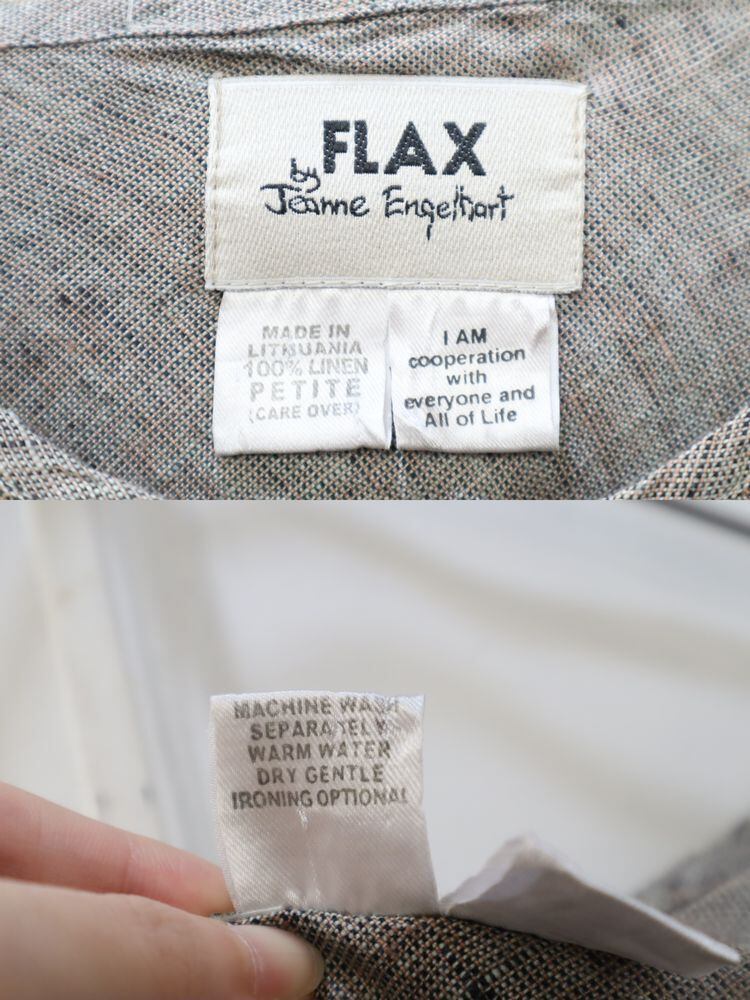 FLAX
by
Jeanne Engelhart
MADE IN
LITHUANIA
100% LINEN
PETITE
(CARE OVER)
I AM
cooperation
with
everyone and
All of Life
MACHINE WASH
SEPARATELY
WARM WATER
DRY GENTLE
IRONING OPTIONAL